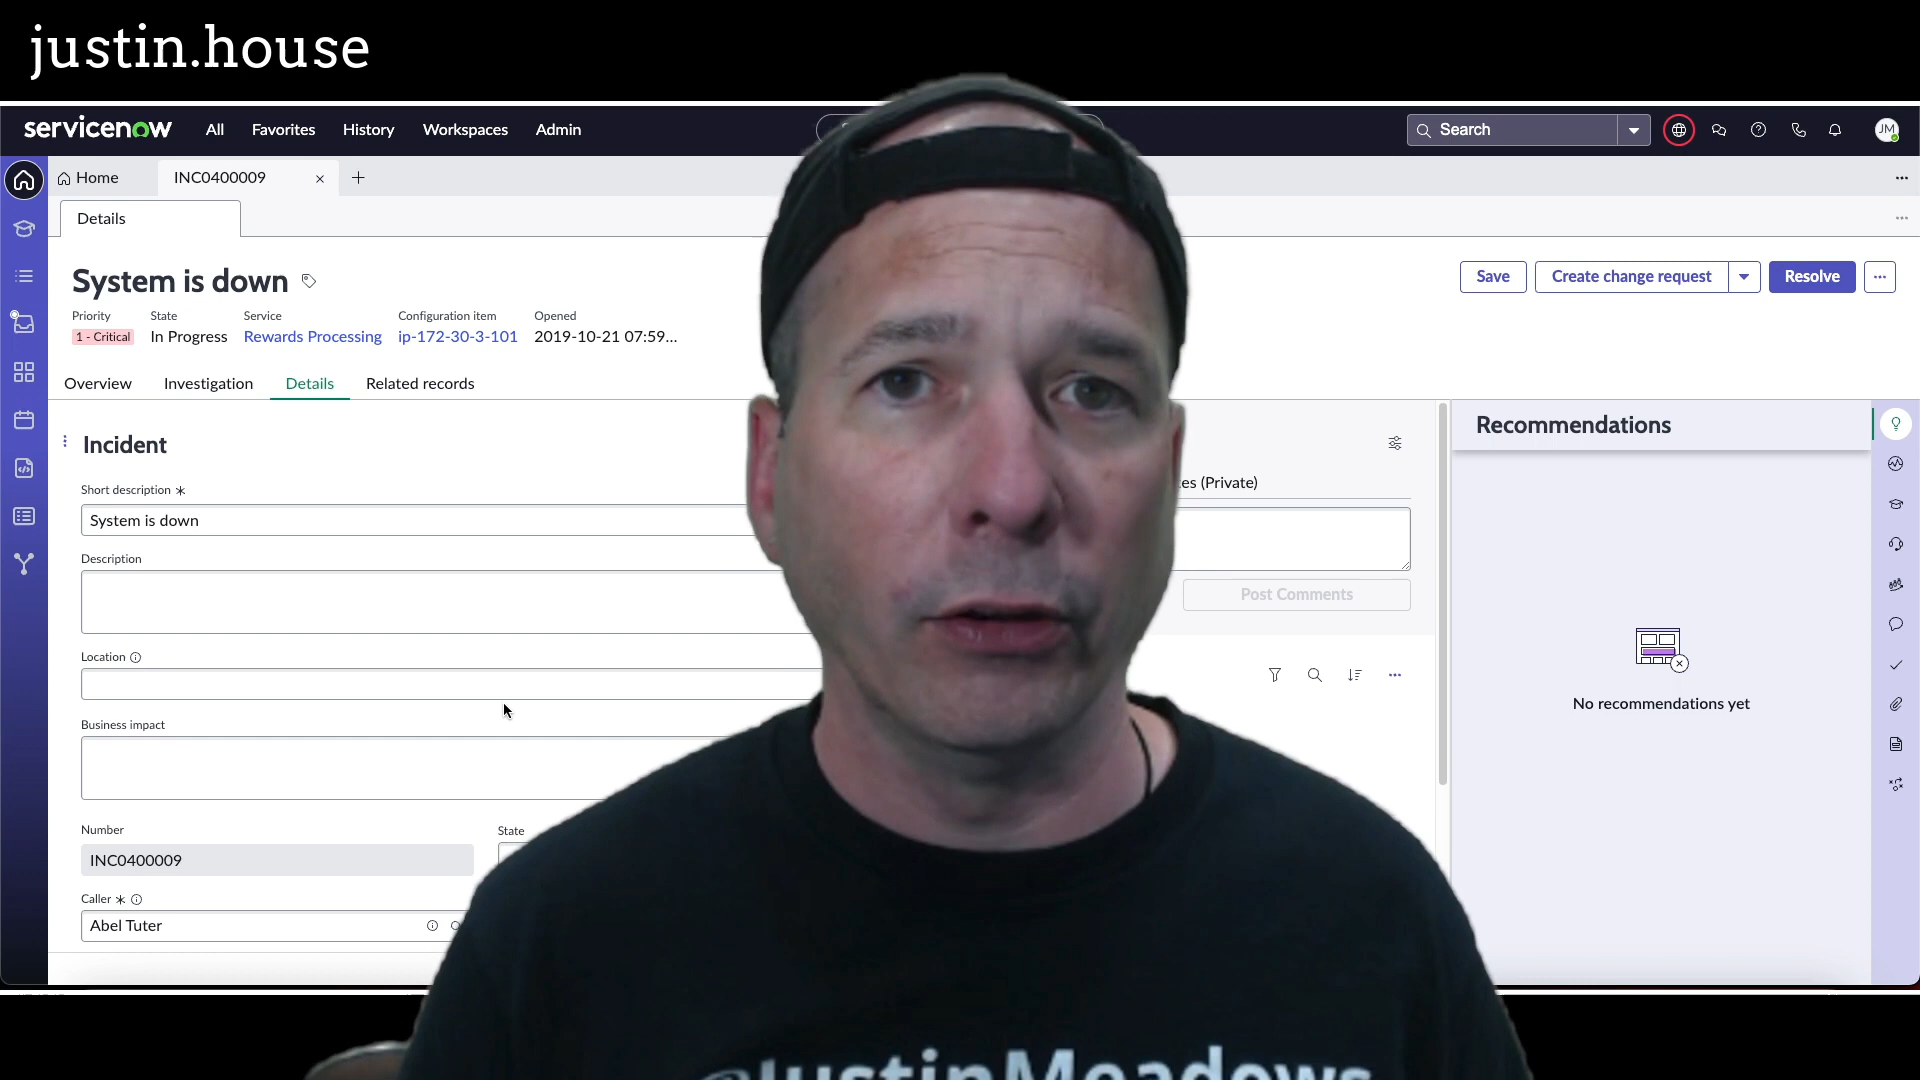 justin.house
servicenow All Favorites History Workspaces Admin Search JM
Home INC0400009
Details
System is down
Save Create change request Resolve
Priority State Service Configuration item Opened
1 - Critical In Progress Rewards Processing ip-172-30-3-101 2019-10-21 07:59...
Overview Investigation Details Related records
Recommendations
Incident
(Private)
Short description
System is down
Description
Post Comments
Location
Business impact
No recommendations yet
Number State
INC0400009
Caller
Abel Tuter
JustinMeadows